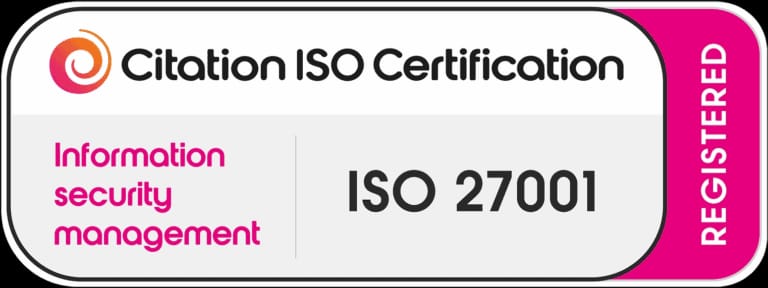 Citation ISO Certification
Information
security
management
ISO 27001
REGISTERED